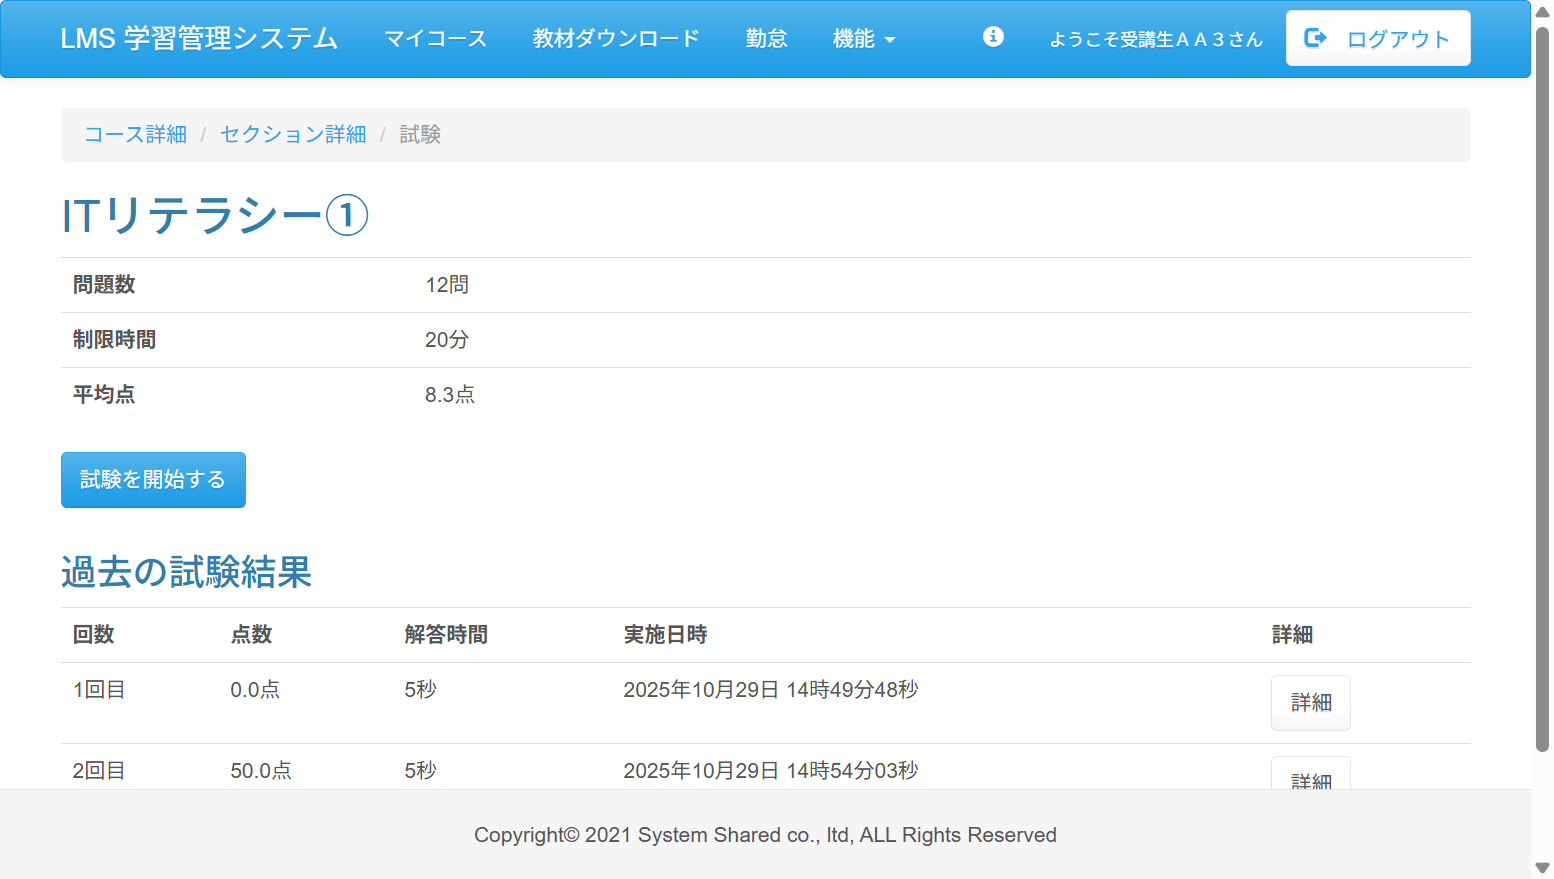 LMS 学習管理システム マイコース 教材ダウンロード 勤怠 機能 ようこそ受講生ＡＡ３さん ログアウト
コース詳細 / セクション詳細 / 試験
ITリテラシー①
問題数 12問
制限時間 20分
平均点 8.3点
試験を開始する
過去の試験結果
回数 点数 解答時間 実施日時 詳細
1回目 0.0点 5秒 2025年10月29日 14時49分48秒 詳細
2回目 50.0点 5秒 2025年10月29日 14時54分03秒 詳細
Copyright© 2021 System Shared co., ltd, ALL Rights Reserved